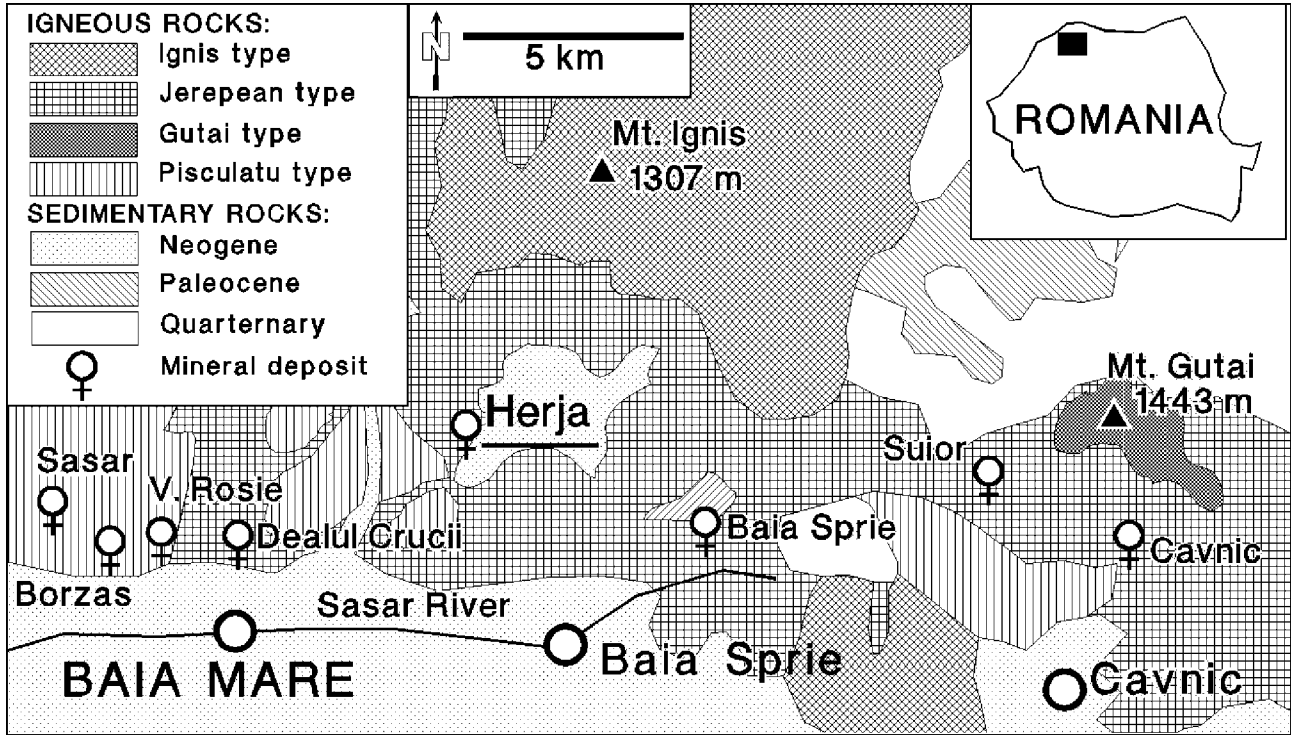 IGNEOUS ROCKS:
Ignis type
Jerepean type
Gutai type
Pisculatu type
SEDIMENTARY ROCKS:
Neogene
Paleocene
Quarternary
Mineral deposit
N
5 km
ROMANIA
Mt. Ignis
1307 m
Mt. Gutai
1443 m
Herja
Suior
Sasar
V. Rosie
Dealul Crucii
Baia Sprie
Cavnic
Borzas
Sasar River
BAIA MARE
Baia Sprie
Cavnic